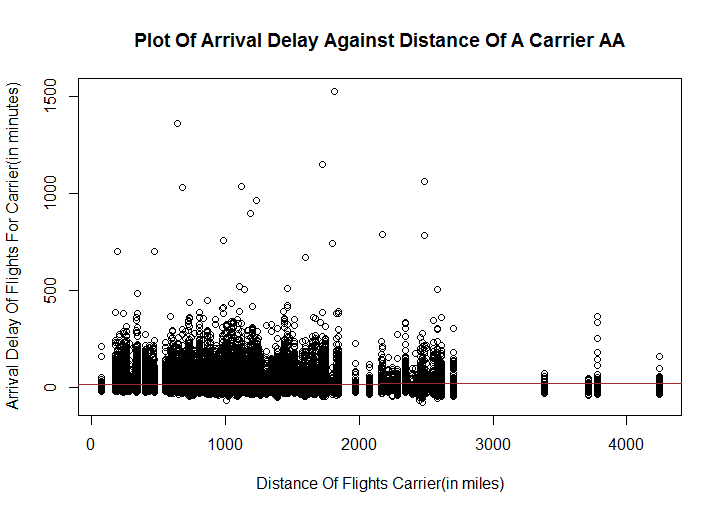 Plot Of Arrival Delay Against Distance Of A Carrier AA
Arrival Delay Of Flights For Carrier(in minutes)
1500
1000
500
0
0 1000 2000 3000 4000
Distance Of Flights Carrier(in miles)